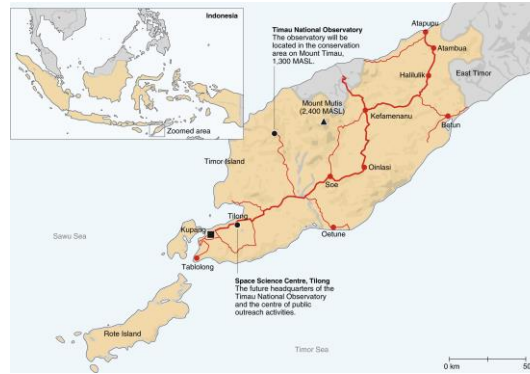 Indonesia
Zoomed area
Timau National Observatory
The observatory will be
located in the conservation
area on Mount Timau,
1,300 MASL.
Atapupu
Atambua
Halilulik
East Timor
Mount Mutis
(2,400 MASL)
Kefamenanu
Betun
Timor Island
Oinlasi
Soe
Tilong
Kupang
Oetune
Sawu Sea
Tablolong
Space Science Centre, Tilong
The future headquarters of the
Timau National Observatory
and the centre of public
outreach activities.
Rote Island
Timor Sea
0 km
50